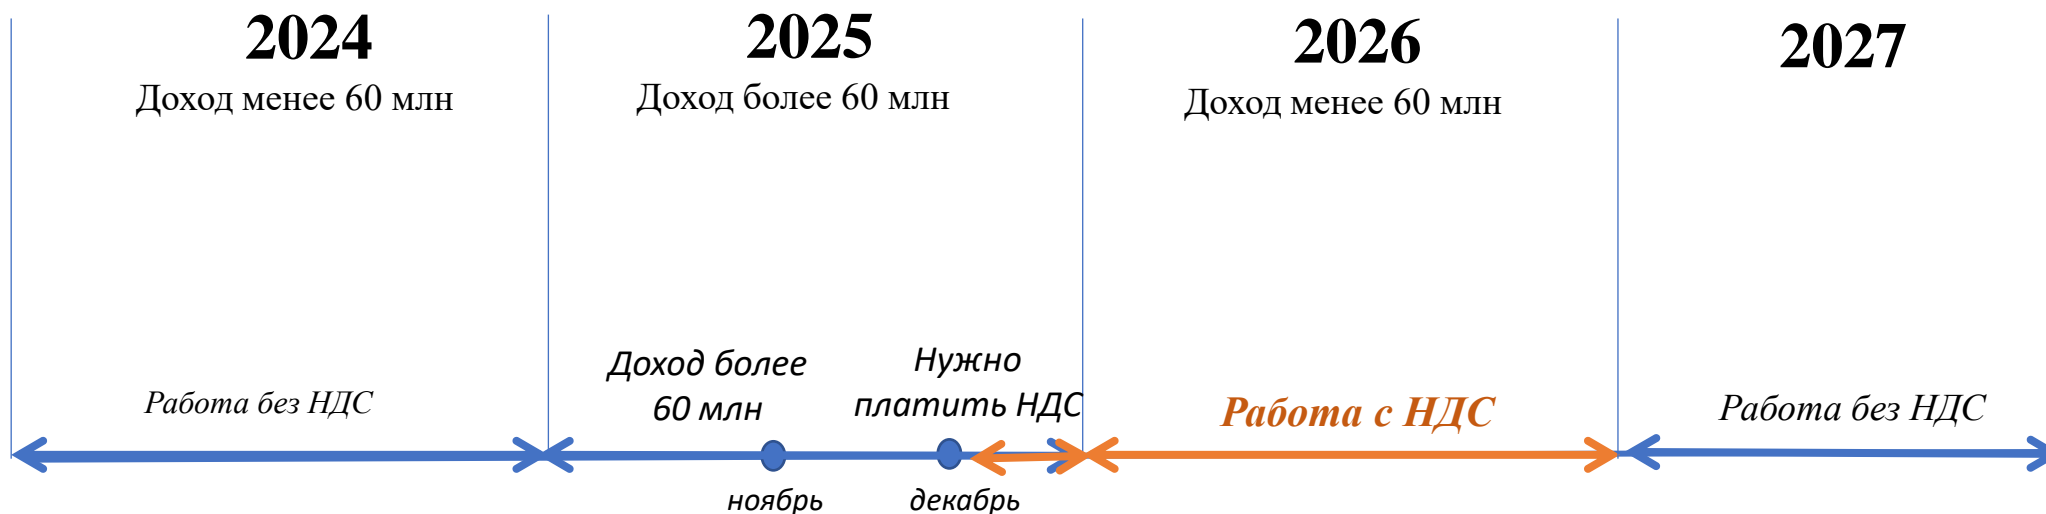 2024
Доход менее 60 млн
2025
Доход более 60 млн
2026
Доход менее 60 млн
2027
Работа без НДС
Доход более
60 млн
Нужно
платить НДС
Работа с НДС
Работа без НДС
ноябрь
декабрь